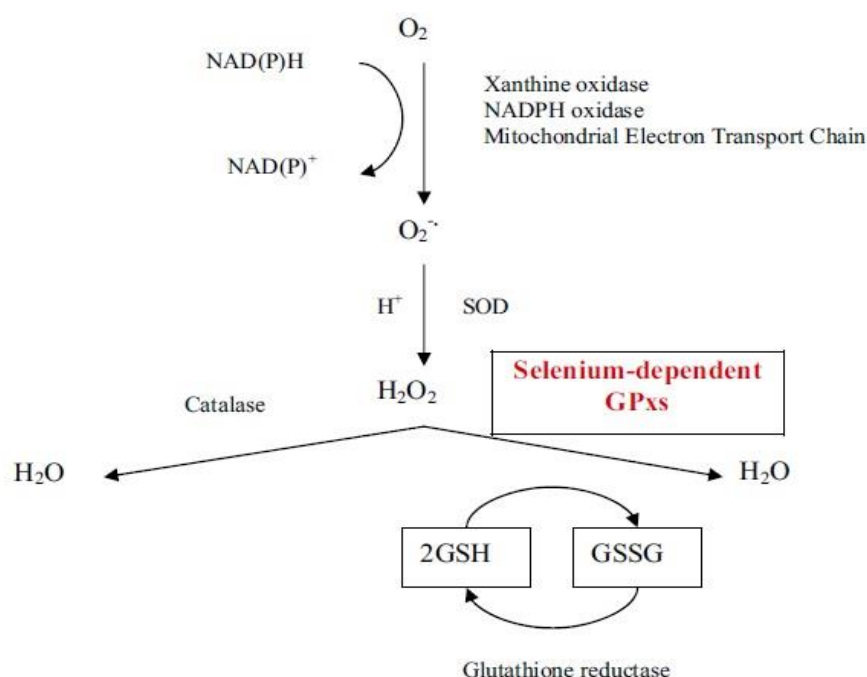 O₂
NAD(P)H
Xanthine oxidase
NADPH oxidase
Mitochondrial Electron Transport Chain
NAD(P)⁺
O₂⁻·
H⁺ SOD
Selenium-dependent
GPxs
H₂O₂
Catalase
H₂O
H₂O
2GSH GSSG
Glutathione reductase